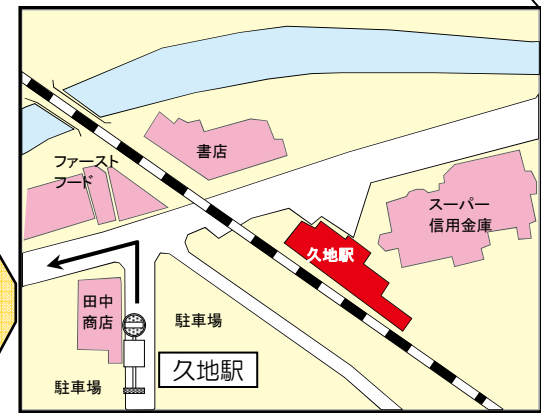 書店
ファースト
フード
スーパー
信用金庫
久地駅
田中
商店
駐車場
久地駅
駐車場